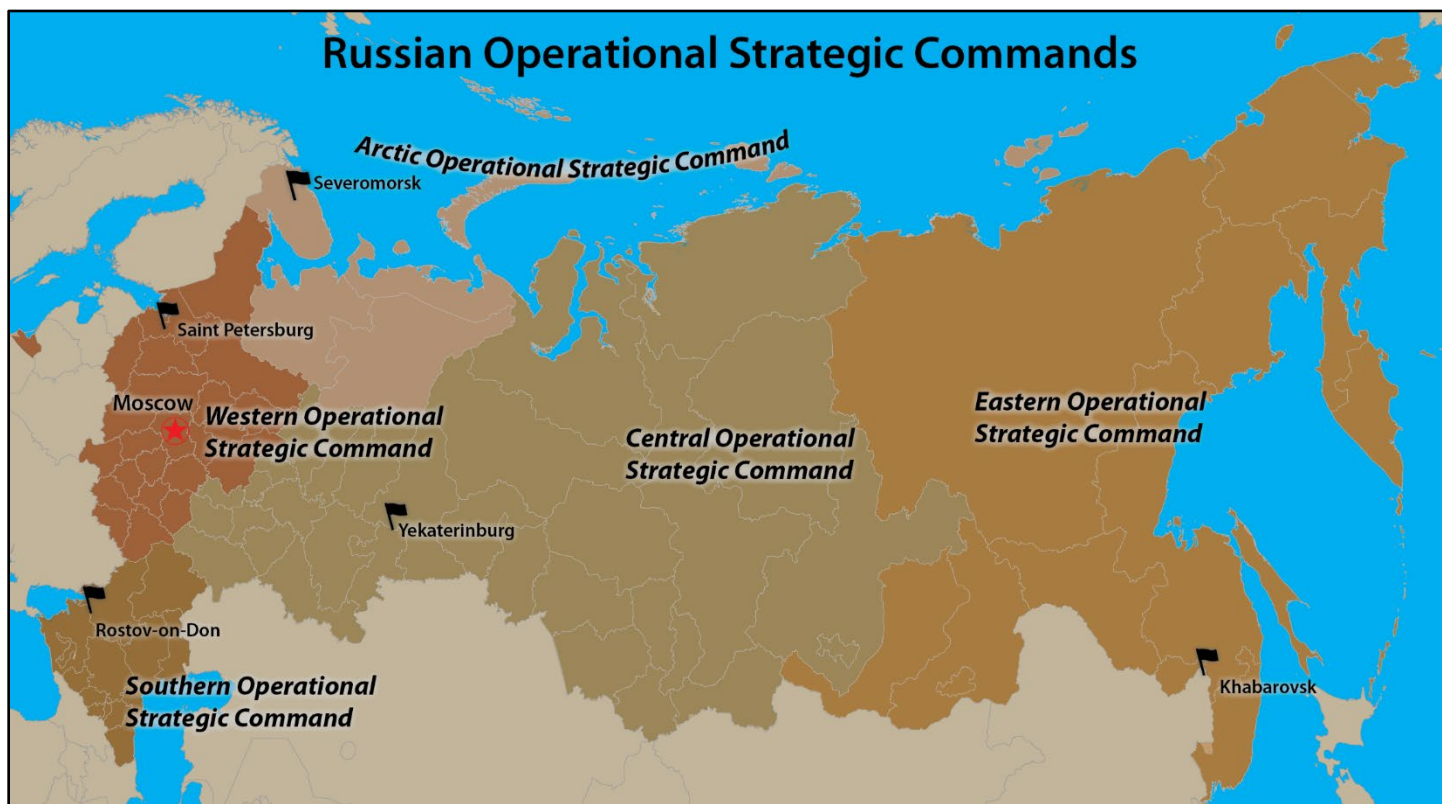 Russian Operational Strategic Commands
Arctic Operational Strategic Command
Severomorsk
Saint Petersburg
Moscow
Western Operational
Strategic Command
Eastern Operational
Strategic Command
Central Operational
Strategic Command
Yekaterinburg
Rostov-on-Don
Southern Operational
Strategic Command
Khabarovsk